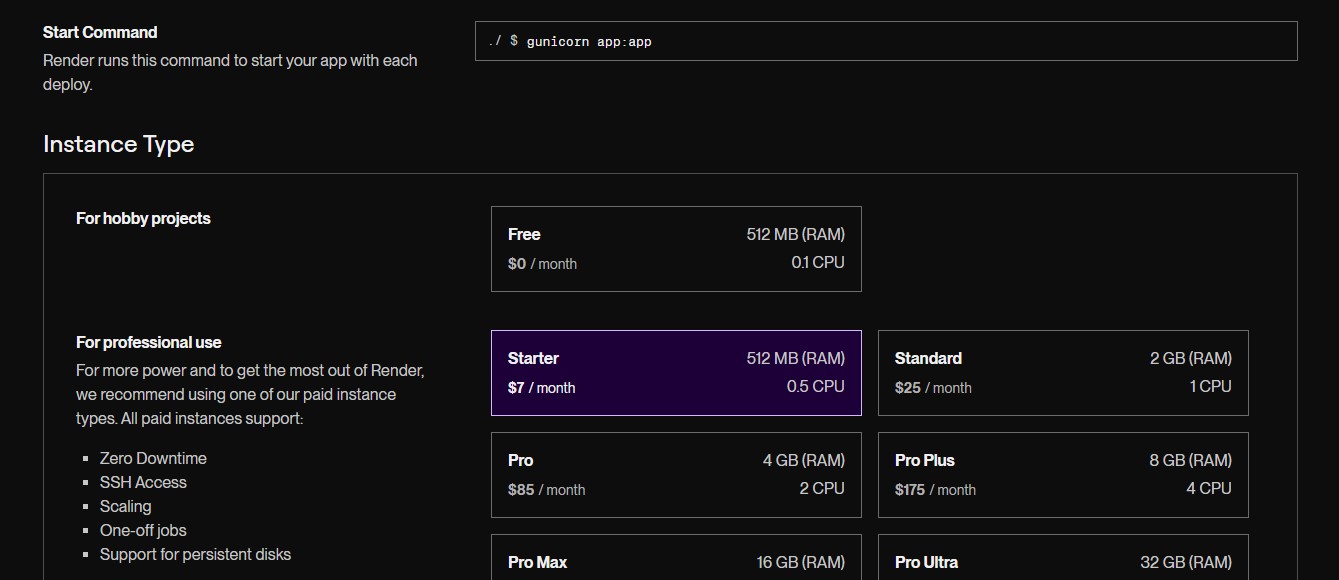 Start Command
Render runs this command to start your app with each
deploy.
./ $ gunicorn app:app
Instance Type
For hobby projects
Free 512 MB (RAM)
$0 / month 0.1 CPU
For professional use
For more power and to get the most out of Render,
we recommend using one of our paid instance
types. All paid instances support:
Zero Downtime
SSH Access
Scaling
One-off jobs
Support for persistent disks
Starter 512 MB (RAM)
$7 / month 0.5 CPU
Standard 2 GB (RAM)
$25 / month 1 CPU
Pro 4 GB (RAM)
$85 / month 2 CPU
Pro Plus 8 GB (RAM)
$175 / month 4 CPU
Pro Max 16 GB (RAM)
Pro Ultra 32 GB (RAM)